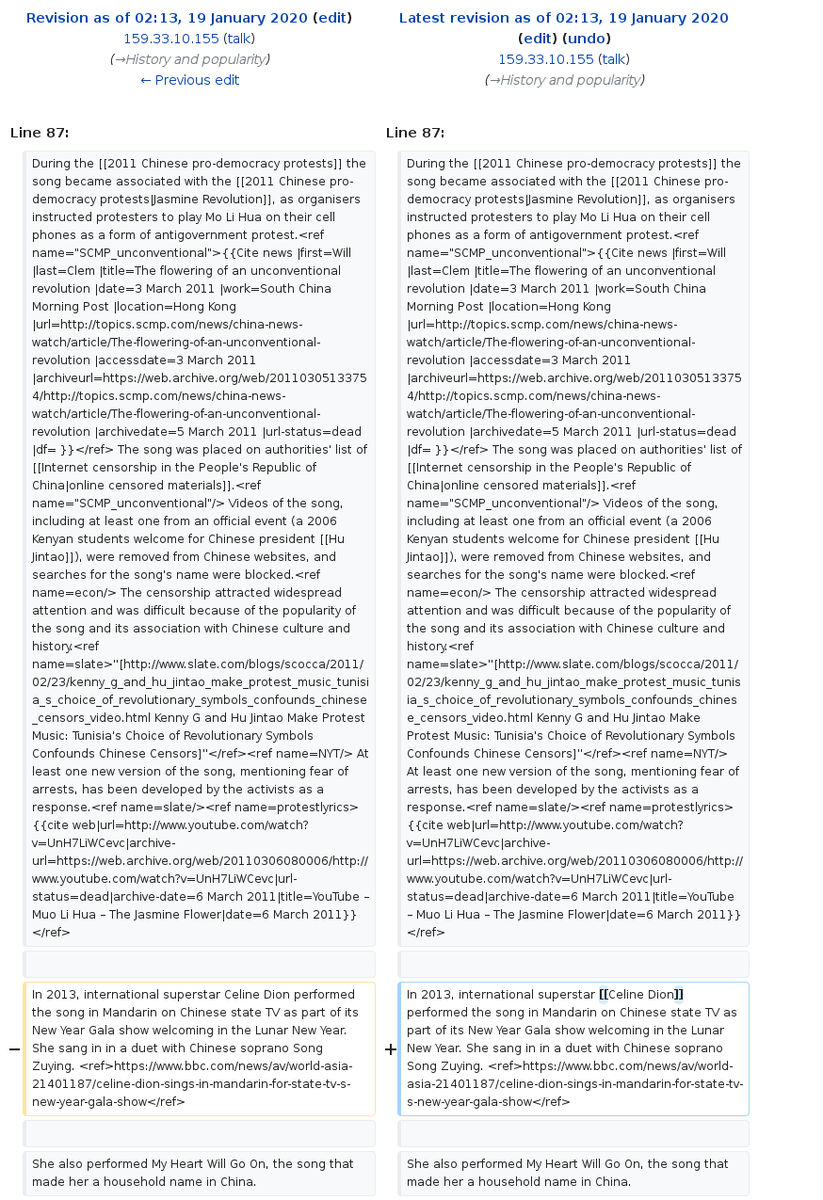 Revision as of 02:13, 19 January 2020 (edit)
159.33.10.155 (talk)
(→History and popularity)
← Previous edit
Line 87:
During the [[2011 Chinese pro-democracy protests]] the
song became associated with the [[2011 Chinese pro-
democracy protests|Jasmine Revolution]], as organisers
instructed protesters to play Mo Li Hua on their cell
phones as a form of antigovernment protest.<ref
name="SCMP_unconventional">{{Cite news |first=Will
|last=Clem |title=The flowering of an unconventional
revolution |date=3 March 2011 |work=South China
Morning Post |location=Hong Kong
|url=http://topics.scmp.com/news/china-news-
watch/article/The-flowering-of-an-unconventional-
revolution |accessdate=3 March 2011
|archiveurl=https://web.archive.org/web/2011030513375
4/http://topics.scmp.com/news/china-news-
watch/article/The-flowering-of-an-unconventional-
revolution |archivedate=5 March 2011 |url-status=dead
|df= }}</ref> The song was placed on authorities' list of
[[Internet censorship in the People's Republic of
China|online censored materials]].<ref
name="SCMP_unconventional"/> Videos of the song,
including at least one from an official event (a 2006
Kenyan students welcome for Chinese president [[Hu
Jintao]]), were removed from Chinese websites, and
searches for the song's name were blocked.<ref
name=econ/> The censorship attracted widespread
attention and was difficult because of the popularity of
the song and its association with Chinese culture and
history.<ref
name=slate>"[http://www.slate.com/blogs/scocca/2011/
02/23/kenny_g_and_hu_jintao_make_protest_music_tunisi
a_s_choice_of_revolutionary_symbols_confounds_chinese
_censors_video.html Kenny G and Hu Jintao Make Protest
Music: Tunisia's Choice of Revolutionary Symbols
Confounds Chinese Censors]"</ref><ref name=NYT/> At
least one new version of the song, mentioning fear of
arrests, has been developed by the activists as a
response.<ref name=slate/><ref name=protestlyrics>
{{cite web|url=http://www.youtube.com/watch?
v=UnH7LiWCevc|archive-
url=https://web.archive.org/web/20110306080006/http://
www.youtube.com/watch?v=UnH7LiWCevc|url-
status=dead|archive-date=6 March 2011|title=YouTube –
Muo Li Hua – The Jasmine Flower|date=6 March 2011}}
</ref>
−
In 2013, international superstar Celine Dion performed
the song in Mandarin on Chinese state TV as part of its
New Year Gala show welcoming in the Lunar New Year.
She sang in in a duet with Chinese soprano Song
Zuying. <ref>https://www.bbc.com/news/av/world-asia-
21401187/celine-dion-sings-in-mandarin-for-state-tv-s-
new-year-gala-show</ref>
She also performed My Heart Will Go On, the song that
made her a household name in China.
Latest revision as of 02:13, 19 January 2020
(edit) (undo)
159.33.10.155 (talk)
(→History and popularity)
Line 87:
During the [[2011 Chinese pro-democracy protests]] the
song became associated with the [[2011 Chinese pro-
democracy protests|Jasmine Revolution]], as organisers
instructed protesters to play Mo Li Hua on their cell
phones as a form of antigovernment protest.<ref
name="SCMP_unconventional">{{Cite news |first=Will
|last=Clem |title=The flowering of an unconventional
revolution |date=3 March 2011 |work=South China
Morning Post |location=Hong Kong
|url=http://topics.scmp.com/news/china-news-
watch/article/The-flowering-of-an-unconventional-
revolution |accessdate=3 March 2011
|archiveurl=https://web.archive.org/web/2011030513375
4/http://topics.scmp.com/news/china-news-
watch/article/The-flowering-of-an-unconventional-
revolution |archivedate=5 March 2011 |url-status=dead
|df= }}</ref> The song was placed on authorities' list of
[[Internet censorship in the People's Republic of
China|online censored materials]].<ref
name="SCMP_unconventional"/> Videos of the song,
including at least one from an official event (a 2006
Kenyan students welcome for Chinese president [[Hu
Jintao]]), were removed from Chinese websites, and
searches for the song's name were blocked.<ref
name=econ/> The censorship attracted widespread
attention and was difficult because of the popularity of
the song and its association with Chinese culture and
history.<ref
name=slate>"[http://www.slate.com/blogs/scocca/2011/
02/23/kenny_g_and_hu_jintao_make_protest_music_tunis
ia_s_choice_of_revolutionary_symbols_confounds_chines
e_censors_video.html Kenny G and Hu Jintao Make
Protest Music: Tunisia's Choice of Revolutionary Symbols
Confounds Chinese Censors]"</ref><ref name=NYT/>
At least one new version of the song, mentioning fear of
arrests, has been developed by the activists as a
response.<ref name=slate/><ref name=protestlyrics>
{{cite web|url=http://www.youtube.com/watch?
v=UnH7LiWCevc|archive-
url=https://web.archive.org/web/20110306080006/http://
www.youtube.com/watch?v=UnH7LiWCevc|url-
status=dead|archive-date=6 March 2011|title=YouTube
– Muo Li Hua – The Jasmine Flower|date=6 March 2011}}
</ref>
+
In 2013, international superstar [[Celine Dion]]
performed the song in Mandarin on Chinese state TV as
part of its New Year Gala show welcoming in the Lunar
New Year. She sang in in a duet with Chinese soprano
Song Zuying. <ref>https://www.bbc.com/news/av/world-
asia-21401187/celine-dion-sings-in-mandarin-for-state-tv-
s-new-year-gala-show</ref>
She also performed My Heart Will Go On, the song that
made her a household name in China.